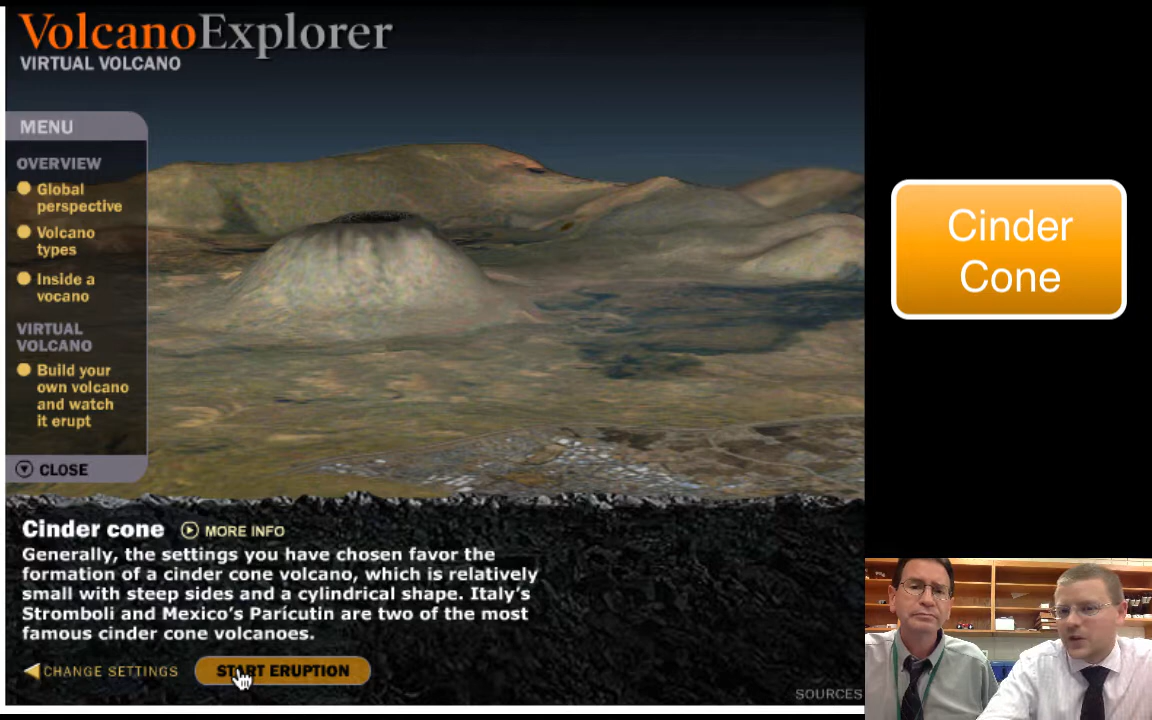 VolcanoExplorer
VIRTUAL VOLCANO
MENU
OVERVIEW
Global
perspective
Volcano
types
Inside a
vocano
VIRTUAL
VOLCANO
Build your
own volcano
and watch
it erupt
CLOSE
Cinder
Cone
Cinder cone MORE INFO
Generally, the settings you have chosen favor the
formation of a cinder cone volcano, which is relatively
small with steep sides and a cylindrical shape. Italy's
Stromboli and Mexico's Parícutin are two of the most
famous cinder cone volcanoes.
CHANGE SETTINGS START ERUPTION
SOURCES